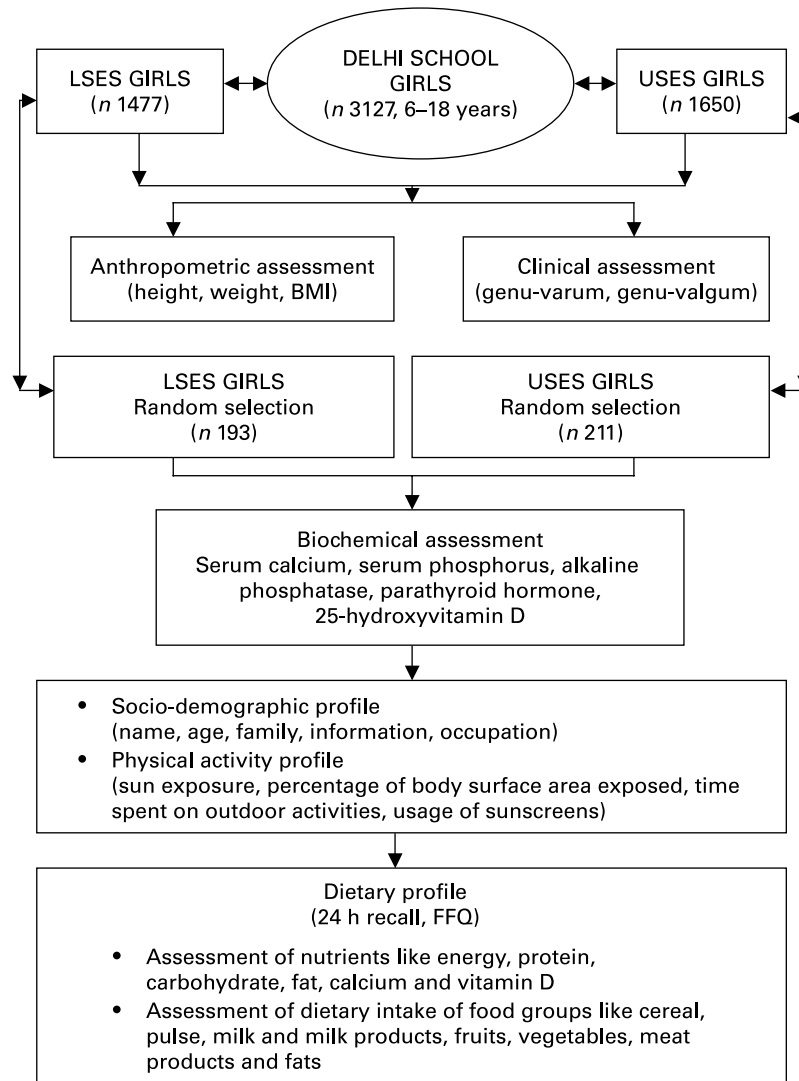 LSES GIRLS
(n 1477)
DELHI SCHOOL
GIRLS
(n 3127, 6–18 years)
USES GIRLS
(n 1650)
Anthropometric assessment
(height, weight, BMI)
Clinical assessment
(genu-varum, genu-valgum)
LSES GIRLS
Random selection
(n 193)
USES GIRLS
Random selection
(n 211)
Biochemical assessment
Serum calcium, serum phosphorus, alkaline
phosphatase, parathyroid hormone,
25-hydroxyvitamin D
• Socio-demographic profile
(name, age, family, information, occupation)
• Physical activity profile
(sun exposure, percentage of body surface area exposed, time
spent on outdoor activities, usage of sunscreens)
Dietary profile
(24 h recall, FFQ)
• Assessment of nutrients like energy, protein,
carbohydrate, fat, calcium and vitamin D
• Assessment of dietary intake of food groups like cereal,
pulse, milk and milk products, fruits, vegetables, meat
products and fats